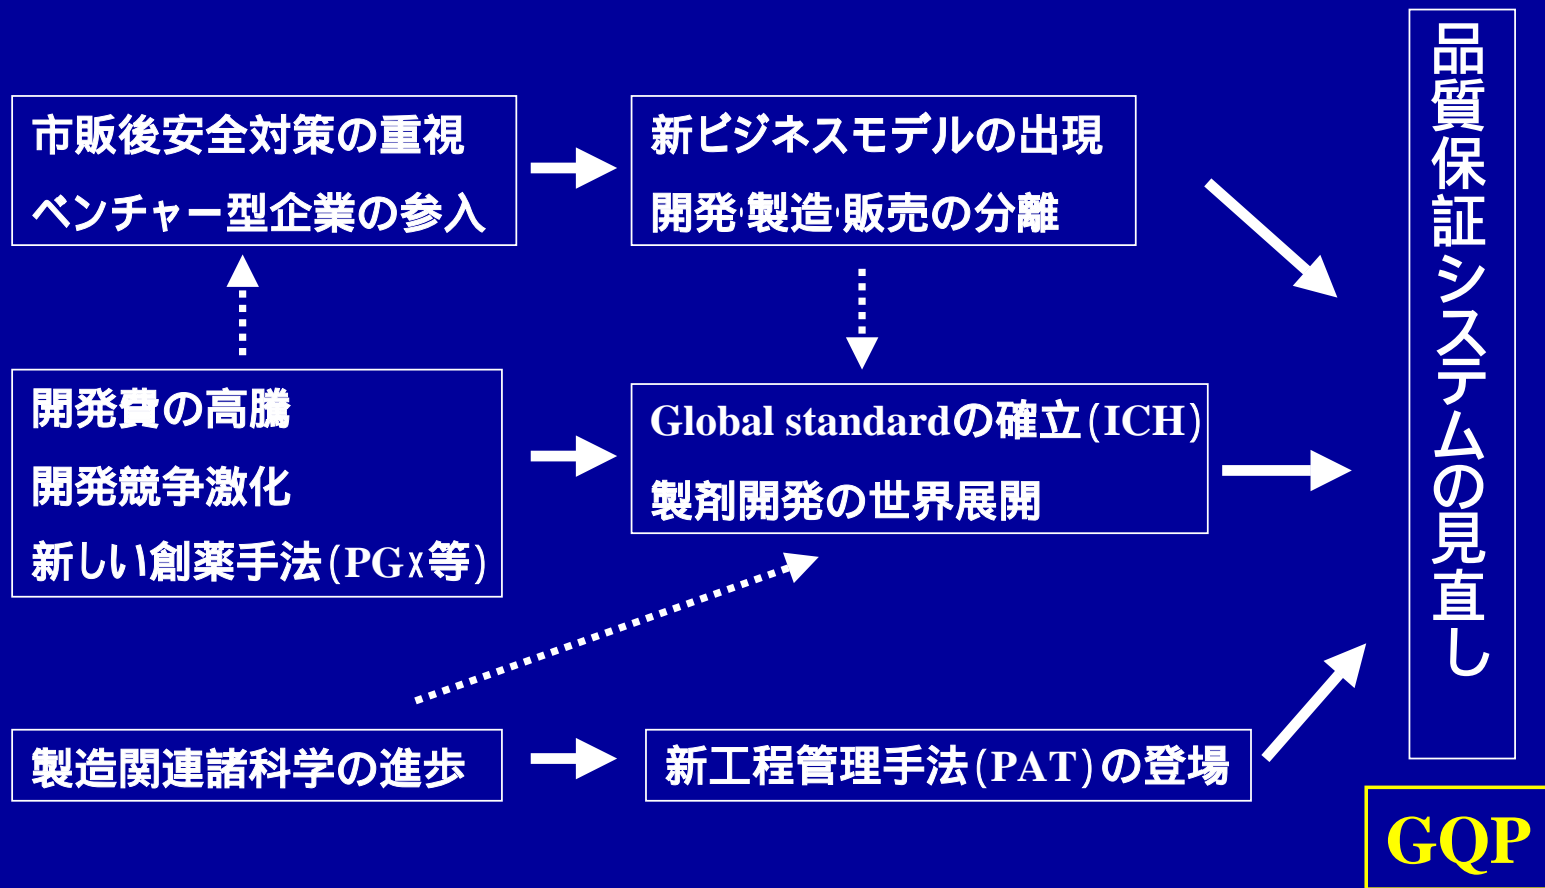 市販後安全対策の重視
ベンチャー型企業の参入
新ビジネスモデルの出現
開発・製造・販売の分離
開発費の高騰
開発競争激化
新しい創薬手法(PGx等)
Global standardの確立(ICH)
製剤開発の世界展開
製造関連諸科学の進歩
新工程管理手法(PAT)の登場
品質保証システムの見直し
GQP